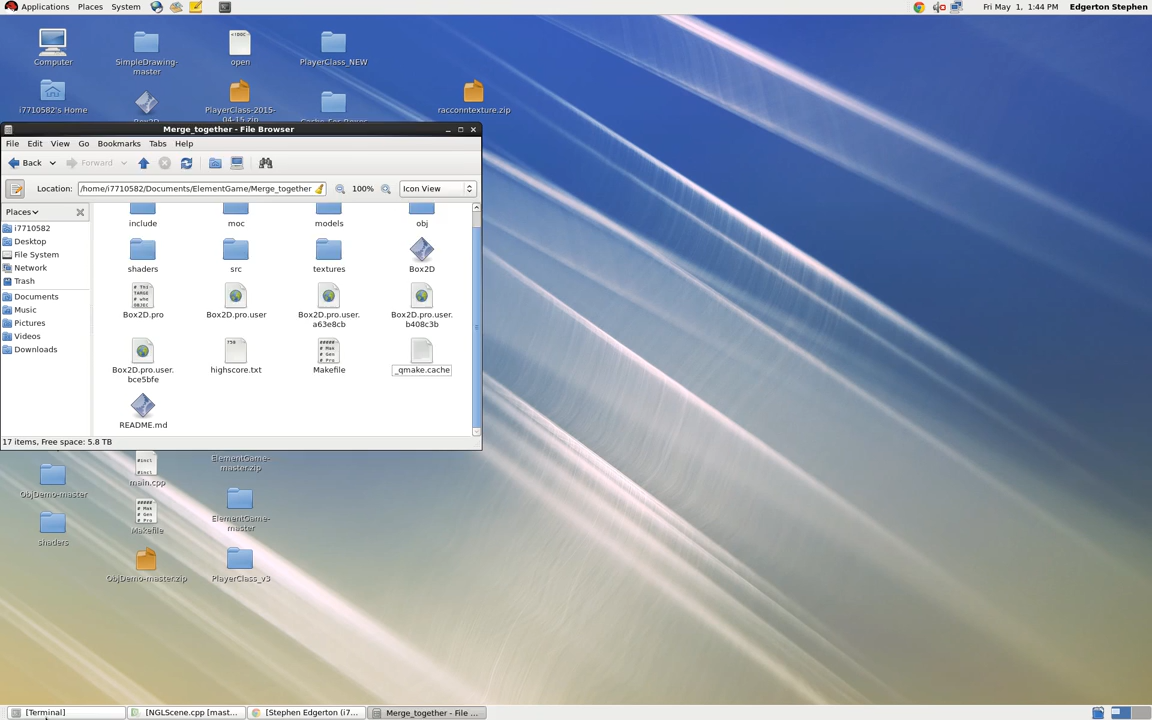 Applications Places System Fri May 1, 1:44 PM Edgerton Stephen
Computer
SimpleDrawing-
master
open
PlayerClass_NEW
i7710582's Home
PlayerClass-2015-
04-15.zip
racconntexture.zip
Merge_together - File Browser
File Edit View Go Bookmarks Tabs Help
Back Forward
Location: /home/i7710582/Documents/ElementGame/Merge_together 100% Icon View
Places
i7710582
Desktop
File System
Network
Trash
Documents
Music
Pictures
Videos
Downloads
include moc models obj
shaders src textures Box2D
Box2D.pro
Box2D.pro.user
Box2D.pro.user.
a63e8cb
Box2D.pro.user.
b408c3b
Box2D.pro.user.
bce5bfe
highscore.txt
Makefile
_qmake.cache
README.md
17 items, Free space: 5.8 TB
ElementGame-
master.zip
ObjDemo-master
main.cpp
ElementGame-
master
Makefile
shaders
ObjDemo-master.zip
PlayerClass_v3
[Terminal] [NGLScene.cpp [mast... [Stephen Edgerton (i7... Merge_together - File ...